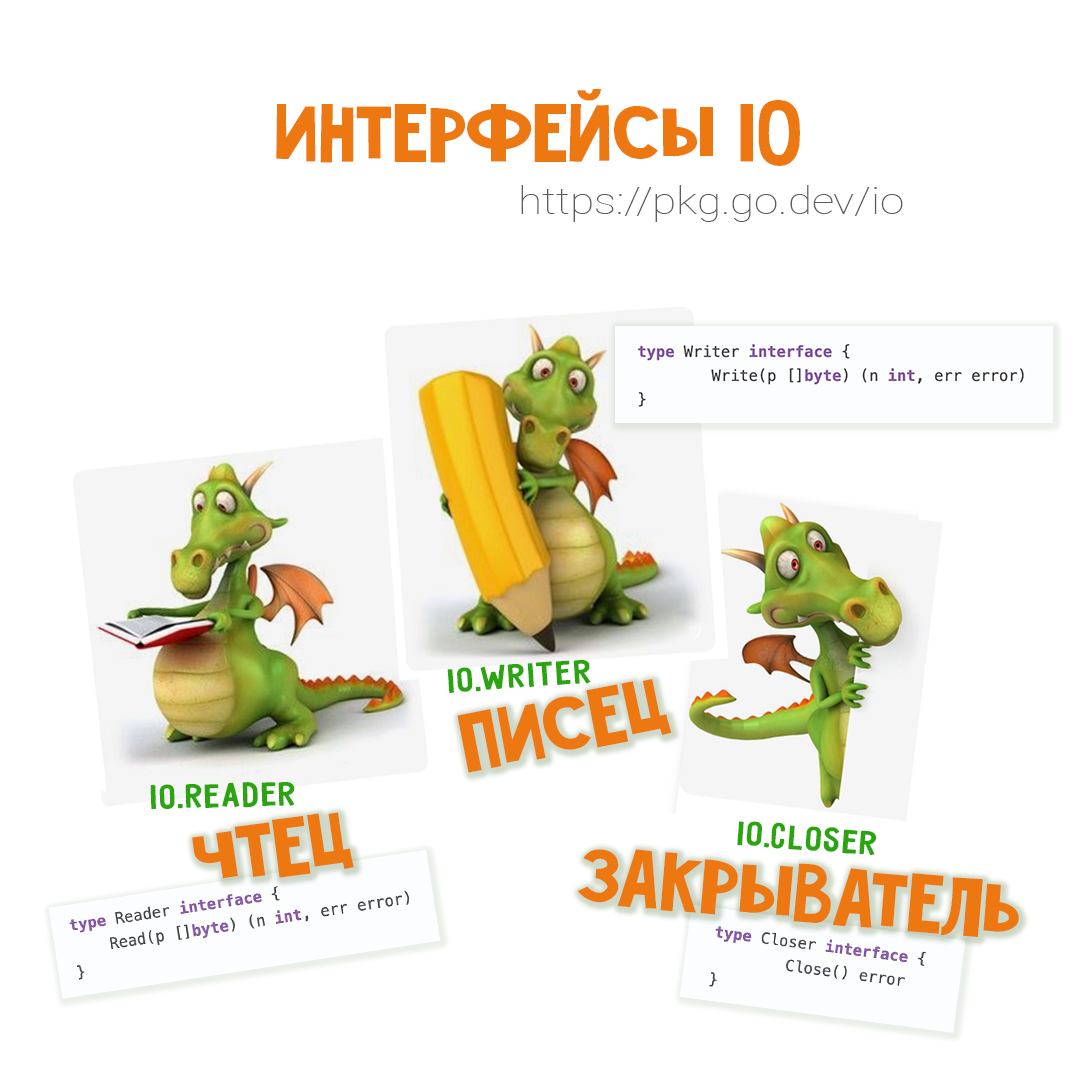 ИНТЕРФЕЙСЫ IO
https://pkg.go.dev/io
type Writer interface {
Write(p []byte) (n int, err error)
}
IO.WRITER
ПИСЕЦ
IO.READER
ЧТЕЦ
type Reader interface {
Read(p []byte) (n int, err error)
}
IO.CLOSER
ЗАКРЫВАТЕЛЬ
type Closer interface {
Close() error
}